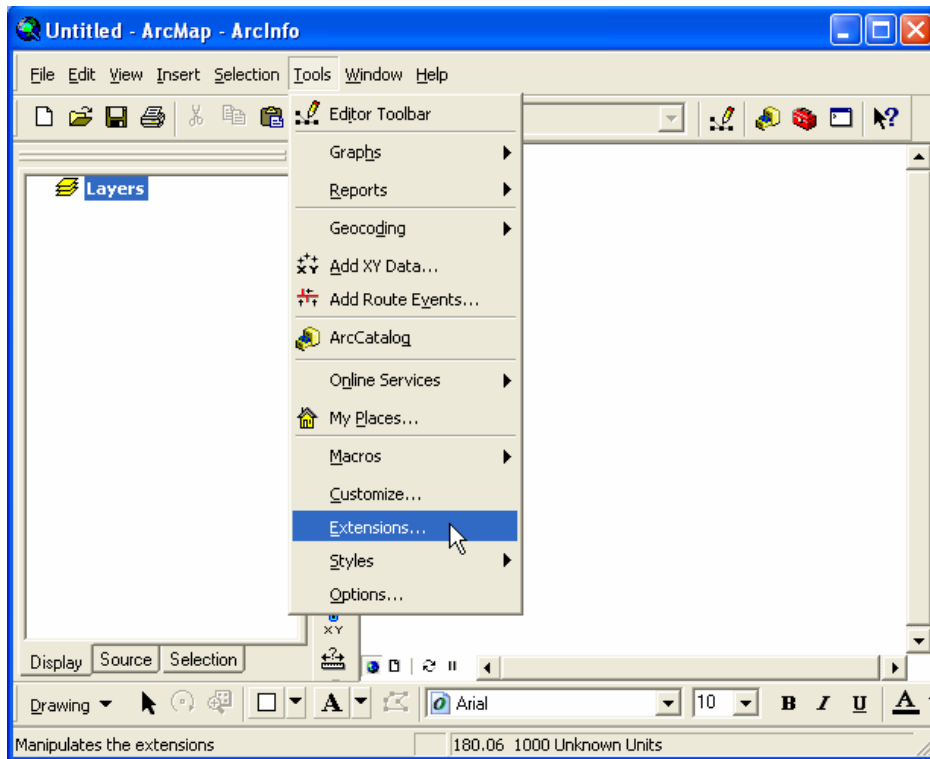 Untitled - ArcMap - ArcInfo
File Edit View Insert Selection Tools Window Help
Editor Toolbar
Graphs
Reports
Geocoding
Add XY Data...
Add Route Events...
ArcCatalog
Online Services
My Places...
Macros
Customize...
Extensions...
Styles
Options...
Layers
XY
Display Source Selection
Drawing A Arial 10 B I U A
Manipulates the extensions 180.06 1000 Unknown Units